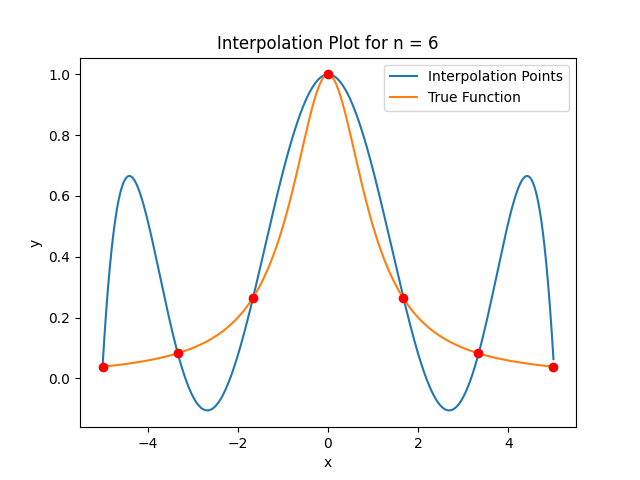 Interpolation Plot for n = 6
Interpolation Points
True Function
1.0
0.8
0.6
0.4
0.2
0.0
y
−4
−2
0
2
4
x